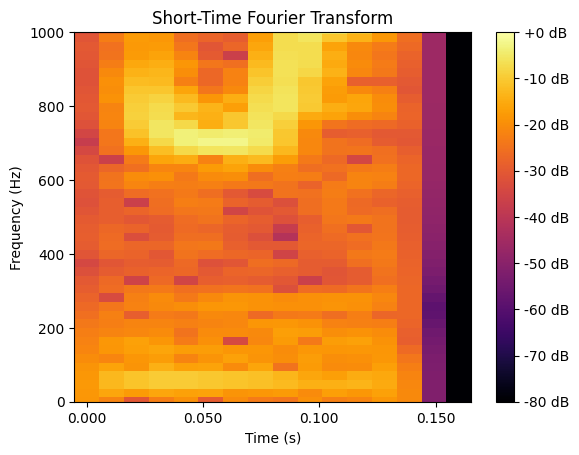 Short-Time Fourier Transform
1000
800
600
400
200
0
Frequency (Hz)
0.000
0.050
0.100
0.150
Time (s)
+0 dB
-10 dB
-20 dB
-30 dB
-40 dB
-50 dB
-60 dB
-70 dB
-80 dB